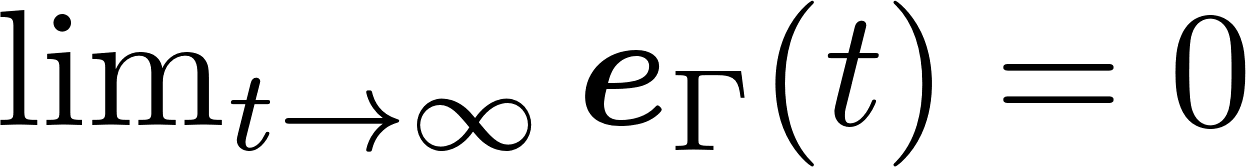 lim_{t→∞} e_Γ(t) = 0